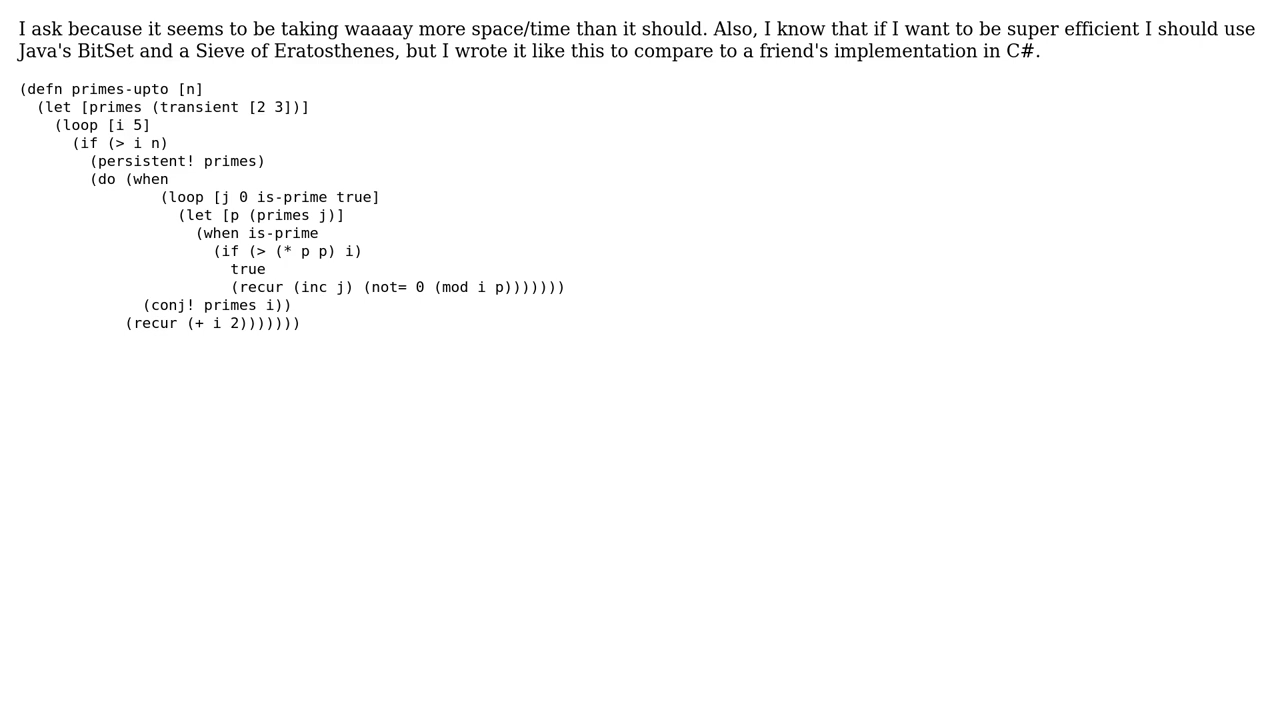 I ask because it seems to be taking waaaay more space/time than it should. Also, I know that if I want to be super efficient I should use
Java's BitSet and a Sieve of Eratosthenes, but I wrote it like this to compare to a friend's implementation in C#.
(defn primes-upto [n]
  (let [primes (transient [2 3])]
    (loop [i 5]
      (if (> i n)
        (persistent! primes)
        (do (when
                (loop [j 0 is-prime true]
                  (let [p (primes j)]
                    (when is-prime
                      (if (> (* p p) i)
                        true
                        (recur (inc j) (not= 0 (mod i p)))))))
              (conj! primes i))
            (recur (+ i 2)))))))